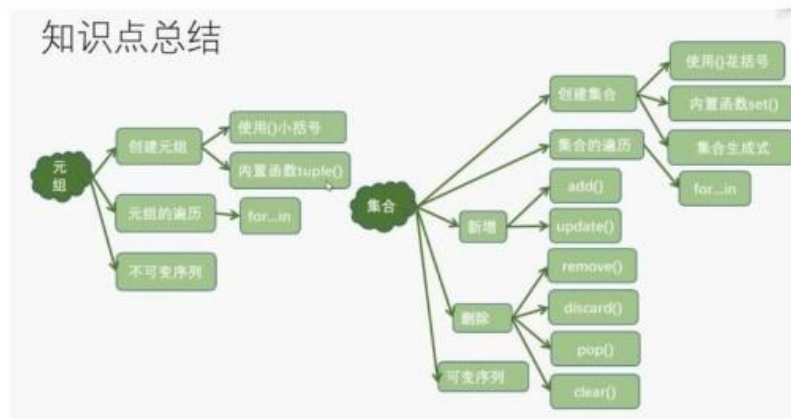 知识点总结
元
组
创建元组
使用()小括号
内置函数tuple()
元组的遍历
for...in
不可变序列
集合
创建集合
使用{}花括号
内置函数set()
集合生成式
集合的遍历
for...in
新增
add()
update()
删除
remove()
discard()
pop()
clear()
可变序列